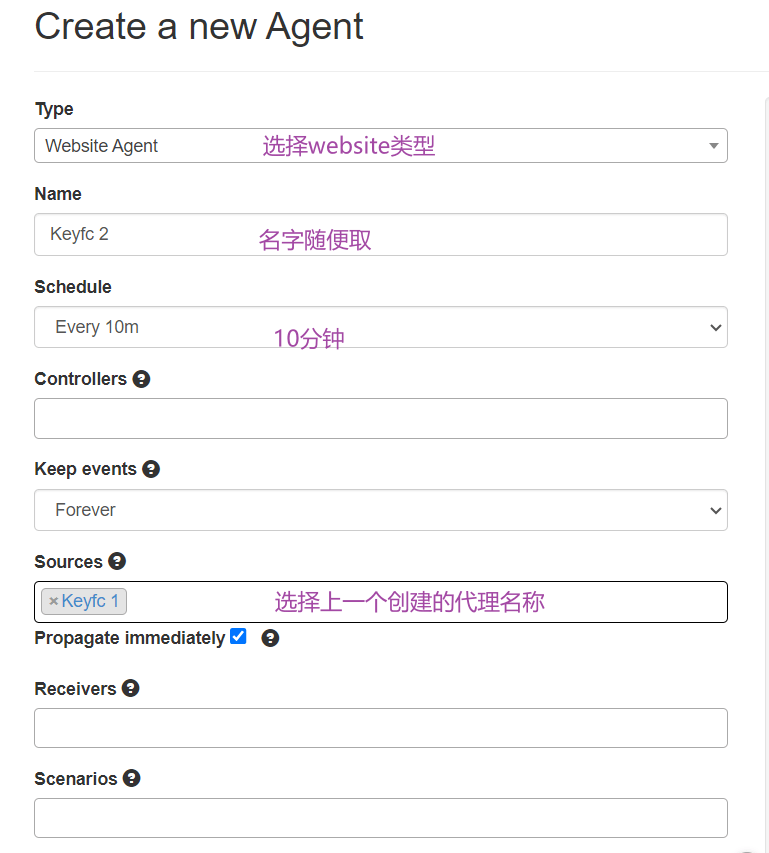 Create a new Agent
Type
Website Agent 选择website类型
Name
Keyfc 2 名字随便取
Schedule
Every 10m 10分钟
Controllers ?
Keep events ?
Forever
Sources ?
×Keyfc 1 选择上一个创建的代理名称
Propagate immediately ?
Receivers ?
Scenarios ?